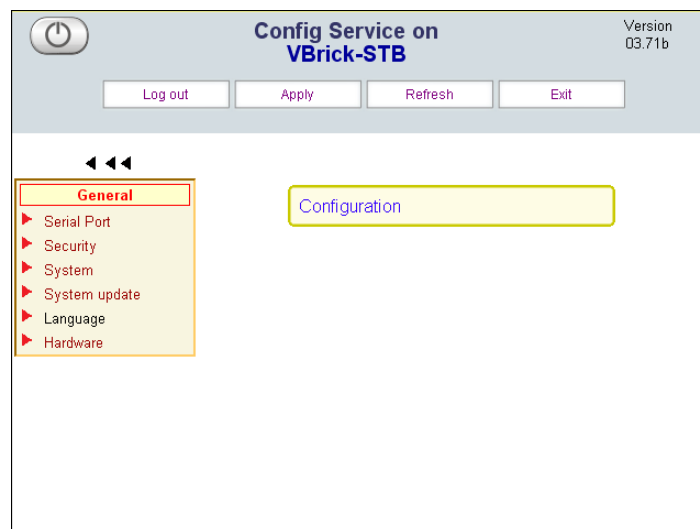 Config Service on
VBrick-STB
Version
03.71b
Log out
Apply
Refresh
Exit
General
Serial Port
Security
System
System update
Language
Hardware
Configuration